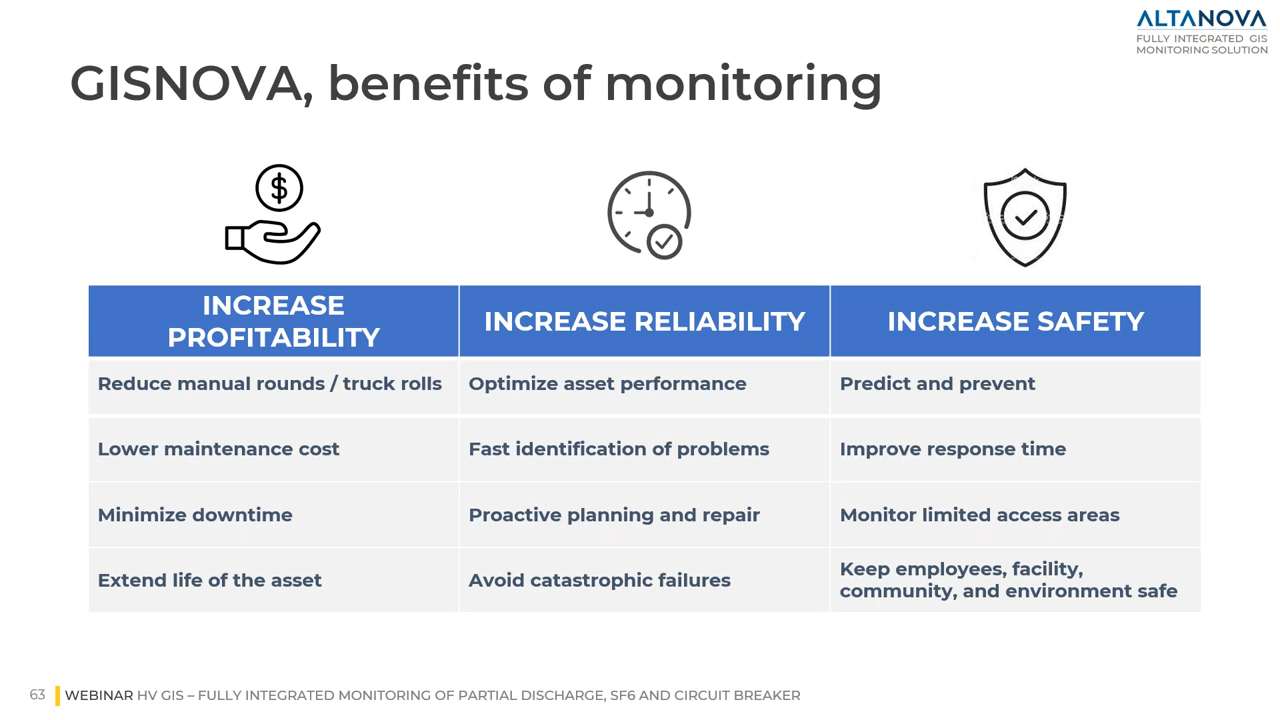 ALTANOVA
FULLY INTEGRATED GIS
MONITORING SOLUTION
GISNOVA, benefits of monitoring
$
INCREASE
PROFITABILITY
INCREASE RELIABILITY
INCREASE SAFETY
Reduce manual rounds / truck rolls
Optimize asset performance
Predict and prevent
Lower maintenance cost
Fast identification of problems
Improve response time
Minimize downtime
Proactive planning and repair
Monitor limited access areas
Extend life of the asset
Avoid catastrophic failures
Keep employees, facility,
community, and environment safe
63
WEBINAR HV GIS – FULLY INTEGRATED MONITORING OF PARTIAL DISCHARGE, SF6 AND CIRCUIT BREAKER